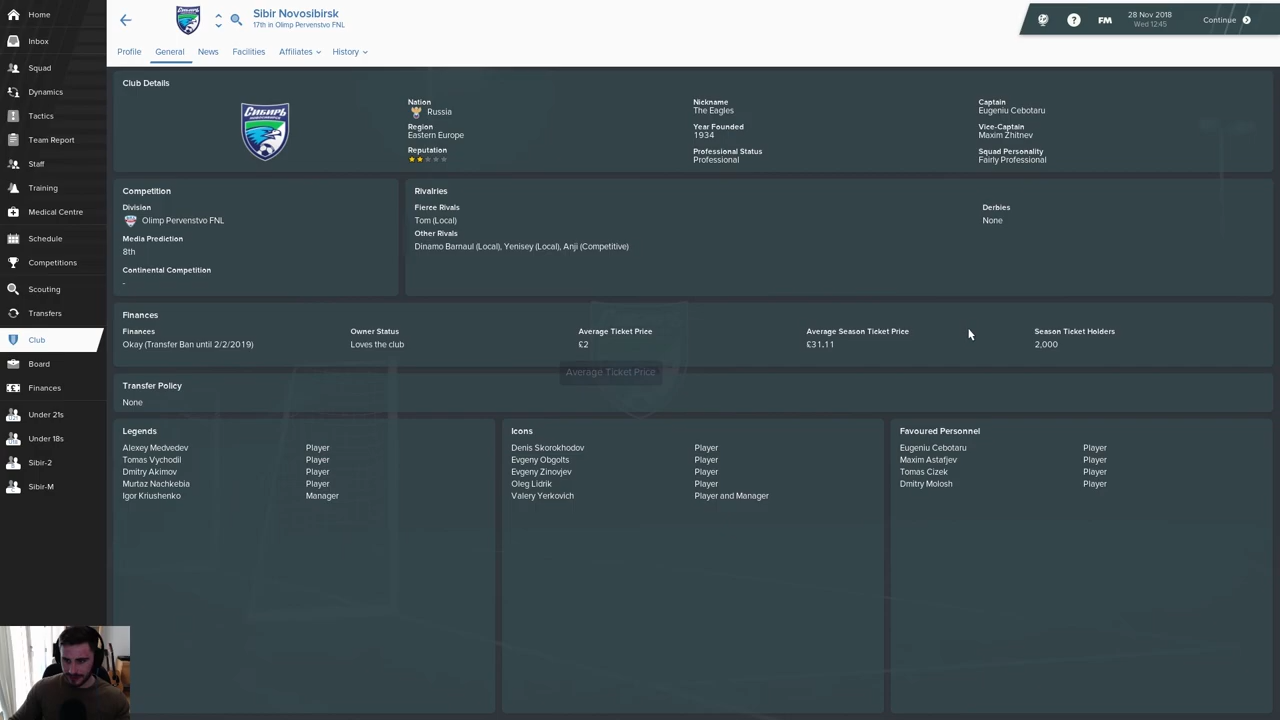 Home
Inbox
Squad
Dynamics
Tactics
Team Report
Staff
Training
Medical Centre
Schedule
Competitions
Scouting
Transfers
Club
Board
Finances
Under 21s
Under 18s
Sibir-2
Sibir-M
Sibir Novosibirsk
17th in Olimp Pervenstvo FNL
FM
28 Nov 2018
Wed 12:45
Continue
Profile General News Facilities Affiliates History
Club Details
СИБИРЬ
Nation
Russia
Region
Eastern Europe
Reputation
Nickname
The Eagles
Year Founded
1934
Professional Status
Professional
Captain
Eugeniu Cebotaru
Vice-Captain
Maxim Zhitnev
Squad Personality
Fairly Professional
Competition
Division
Olimp Pervenstvo FNL
Media Prediction
8th
Continental Competition
-
Rivalries
Fierce Rivals
Tom (Local)
Other Rivals
Dinamo Barnaul (Local), Yenisey (Local), Anji (Competitive)
Derbies
None
Finances
Finances
Okay (Transfer Ban until 2/2/2019)
Owner Status
Loves the club
Average Ticket Price
£2
Average Season Ticket Price
£31.11
Season Ticket Holders
2,000
Average Ticket Price
Transfer Policy
None
Legends
Alexey Medvedev Player
Tomas Vychodil Player
Dmitry Akimov Player
Murtaz Nachkebia Player
Igor Kriushenko Manager
Icons
Denis Skorokhodov Player
Evgeny Obgolts Player
Evgeny Zinovjev Player
Oleg Lidrik Player
Valery Yerkovich Player and Manager
Favoured Personnel
Eugeniu Cebotaru Player
Maxim Astafjev Player
Tomas Cizek Player
Dmitry Molosh Player